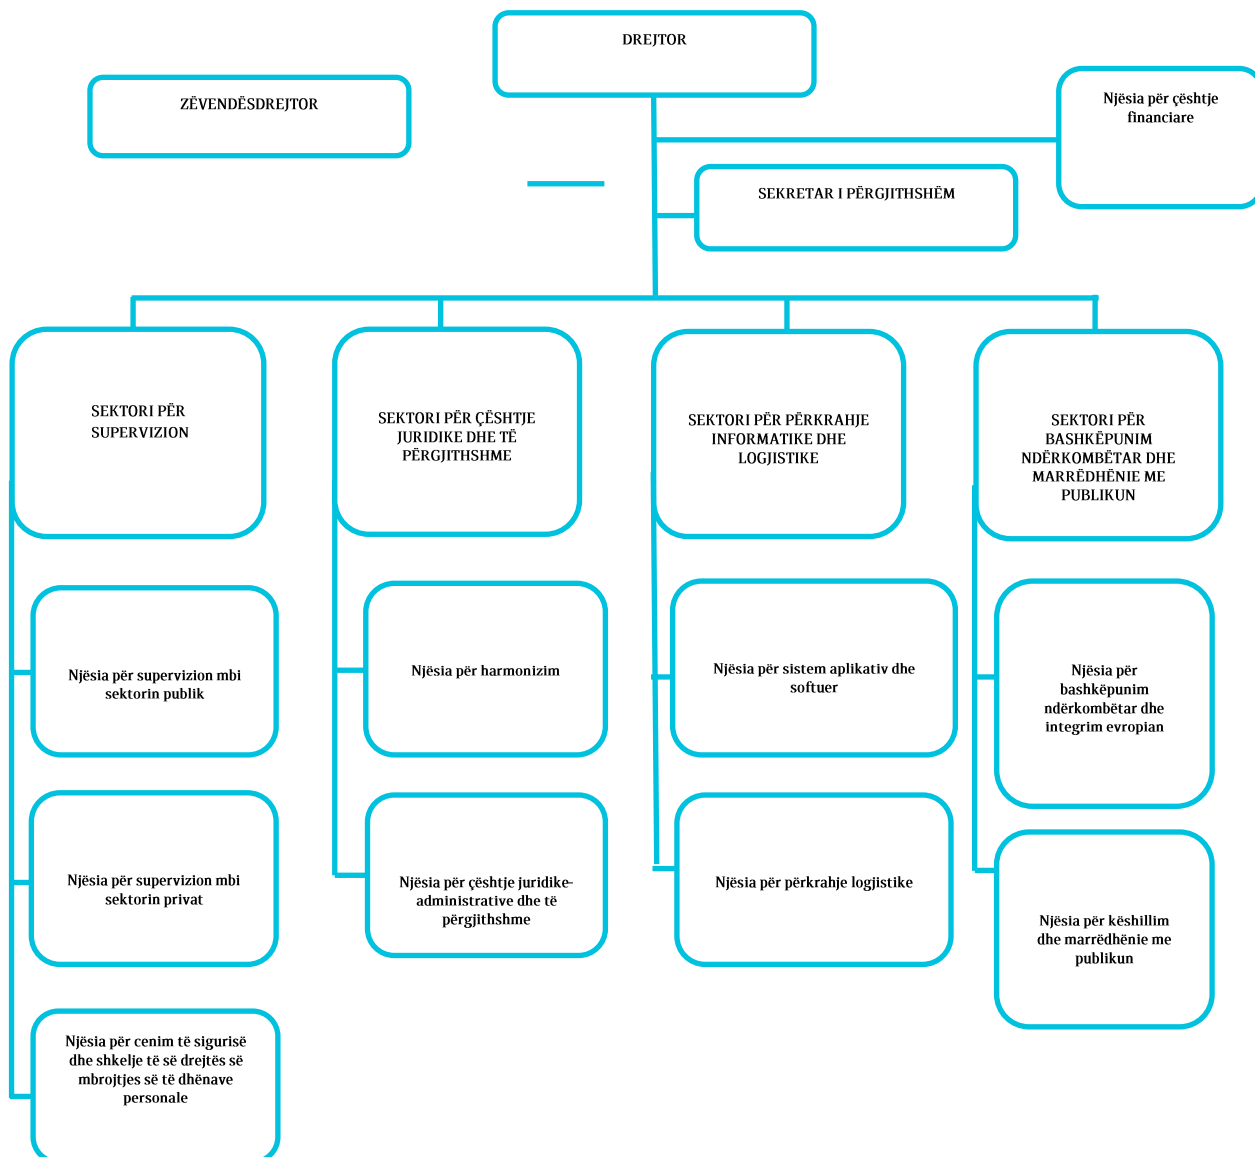 DREJTOR
ZËVENDËSDREJTOR
Njësia për çështje
financiare
SEKRETAR I PËRGJITHSHËM
SEKTORI PËR
SUPERVIZION
SEKTORI PËR ÇËSHTJE
JURIDIKE DHE TË
PËRGJITHSHME
SEKTORI PËR PËRKRAHJE
INFORMATIKE DHE
LOGJISTIKE
SEKTORI PËR
BASHKËPUNIM
NDËRKOMBËTAR DHE
MARRËDHËNIE ME
PUBLIKUN
Njësia për supervizion mbi
sektorin publik
Njësia për harmonizim
Njësia për sistem aplikativ dhe
softuer
Njësia për
bashkëpunim
ndërkombëtar dhe
integrim evropian
Njësia për supervizion mbi
sektorin privat
Njësia për çështje juridike-
administrative dhe të
përgjithshme
Njësia për përkrahje logjistike
Njësia për këshillim
dhe marrëdhënie me
publikun
Njësia për cenim të sigurisë
dhe shkelje të së drejtës së
mbrojtjes së të dhënave
personale